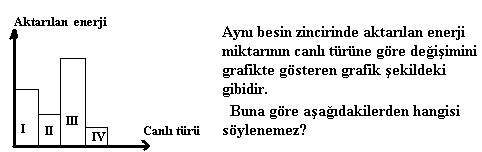 Aktarılan enerji
I
II
III
IV
Canlı türü
Aynı besin zincirinde aktarılan enerji
miktarının canlı türüne göre değişimini
grafikte gösteren grafik şekildeki
gibidir.
Buna göre aşağıdakilerden hangisi
söylenemez?